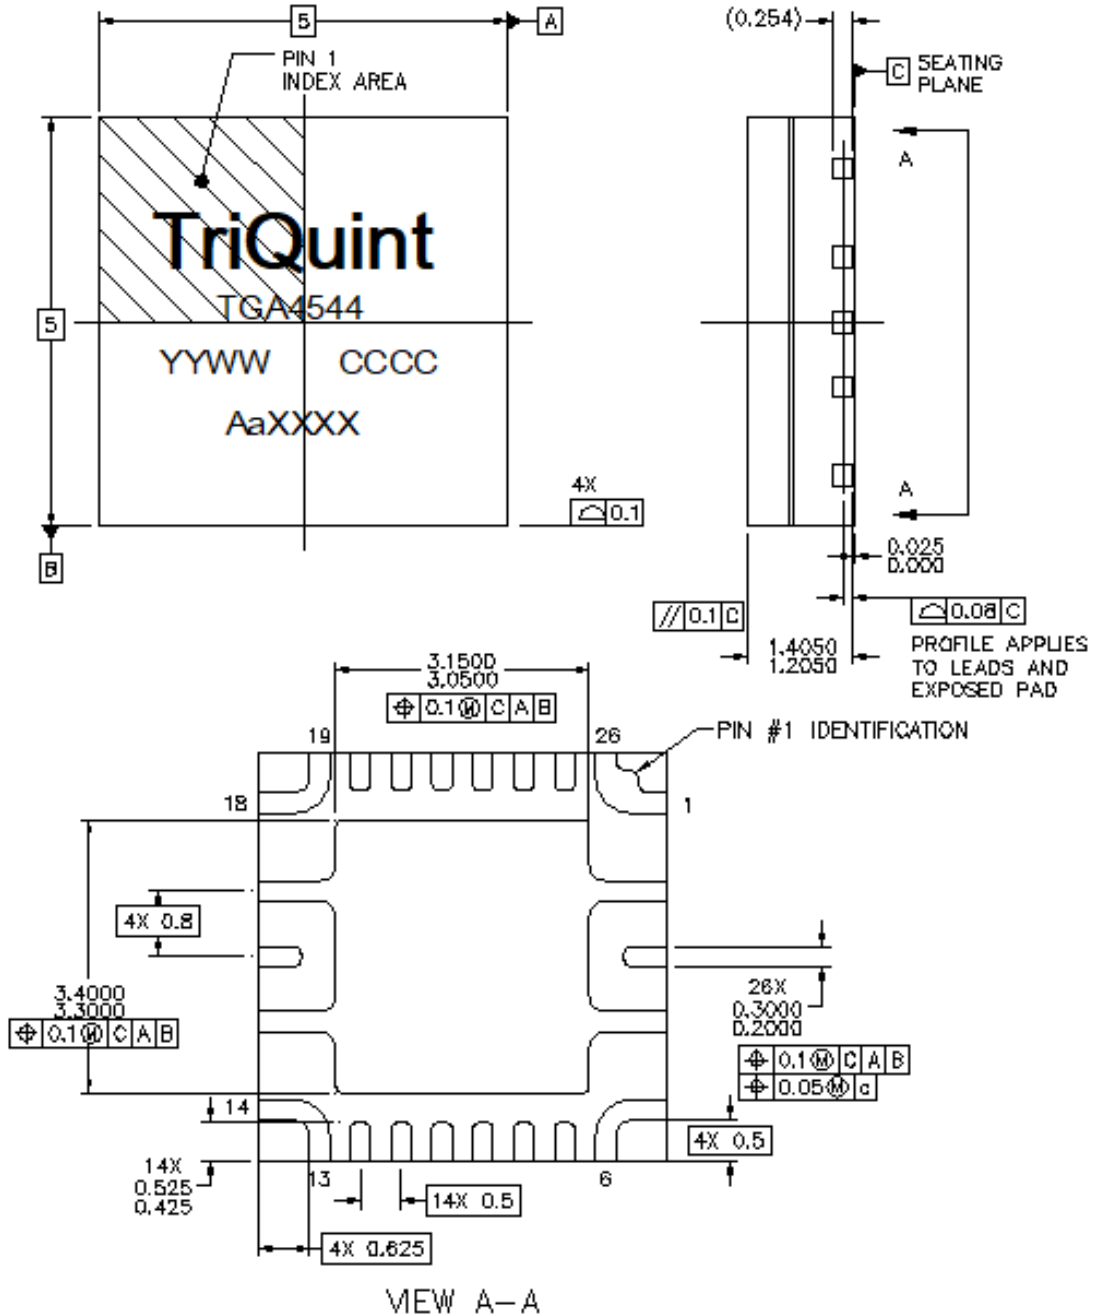 5
A
PIN 1
INDEX AREA
(0.254)
C
SEATING
PLANE
A
TriQuint
TGA4544
5
YYWW CCCC
AaXXXX
4X
0.1
A
B
0.025
0.000
// 0.1 C
0.08 C
1.4050
1.2050
PROFILE APPLIES
TO LEADS AND
EXPOSED PAD
3.1500
3.0500
⌖ 0.1 Ⓜ C A B
PIN #1 IDENTIFICATION
19
26
18
1
4X 0.8
3.4000
3.3000
⌖ 0.1 Ⓜ C A B
26X
0.3000
0.2000
⌖ 0.1 Ⓜ C A B
⌖ 0.05 Ⓜ c
14
4X 0.5
14X
0.525
0.425
13
6
14X 0.5
4X 0.625
VIEW A-A